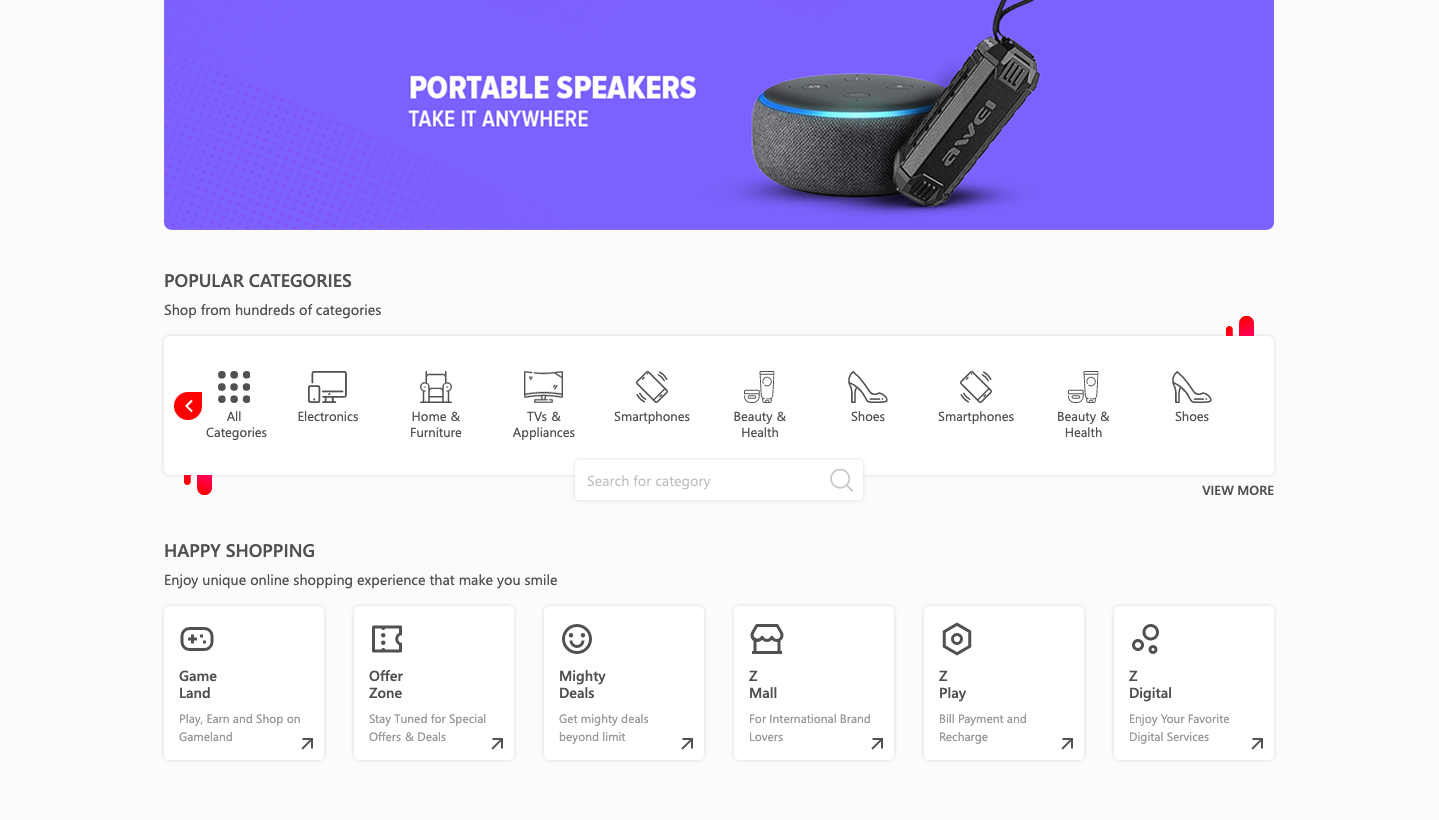 PORTABLE SPEAKERS
TAKE IT ANYWHERE
AWEI
POPULAR CATEGORIES
Shop from hundreds of categories
All
Categories
Electronics
Home &
Furniture
TVs &
Appliances
Smartphones
Beauty &
Health
Shoes
Smartphones
Beauty &
Health
Shoes
Search for category
VIEW MORE
HAPPY SHOPPING
Enjoy unique online shopping experience that make you smile
Game
Land
Play, Earn and Shop on
Gameland
Offer
Zone
Stay Tuned for Special
Offers & Deals
Mighty
Deals
Get mighty deals
beyond limit
Z
Mall
For International Brand
Lovers
Z
Play
Bill Payment and
Recharge
Z
Digital
Enjoy Your Favorite
Digital Services